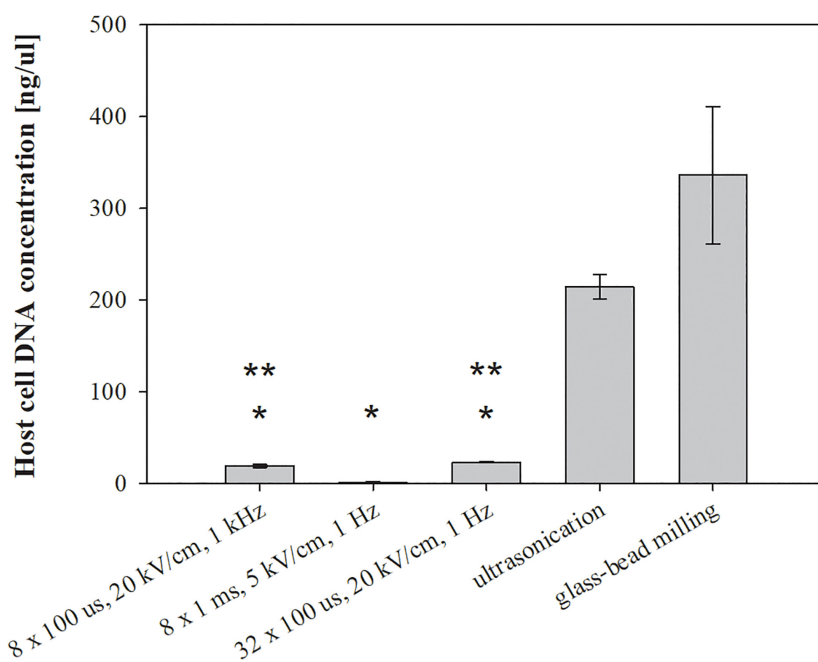 Host cell DNA concentration [ng/ul]
500
400
300
200
100
0
** **
* * *
8 x 100 us, 20 kV/cm, 1 kHz
8 x 1 ms, 5 kV/cm, 1 Hz
32 x 100 us, 20 kV/cm, 1 Hz
ultrasonication
glass-bead milling